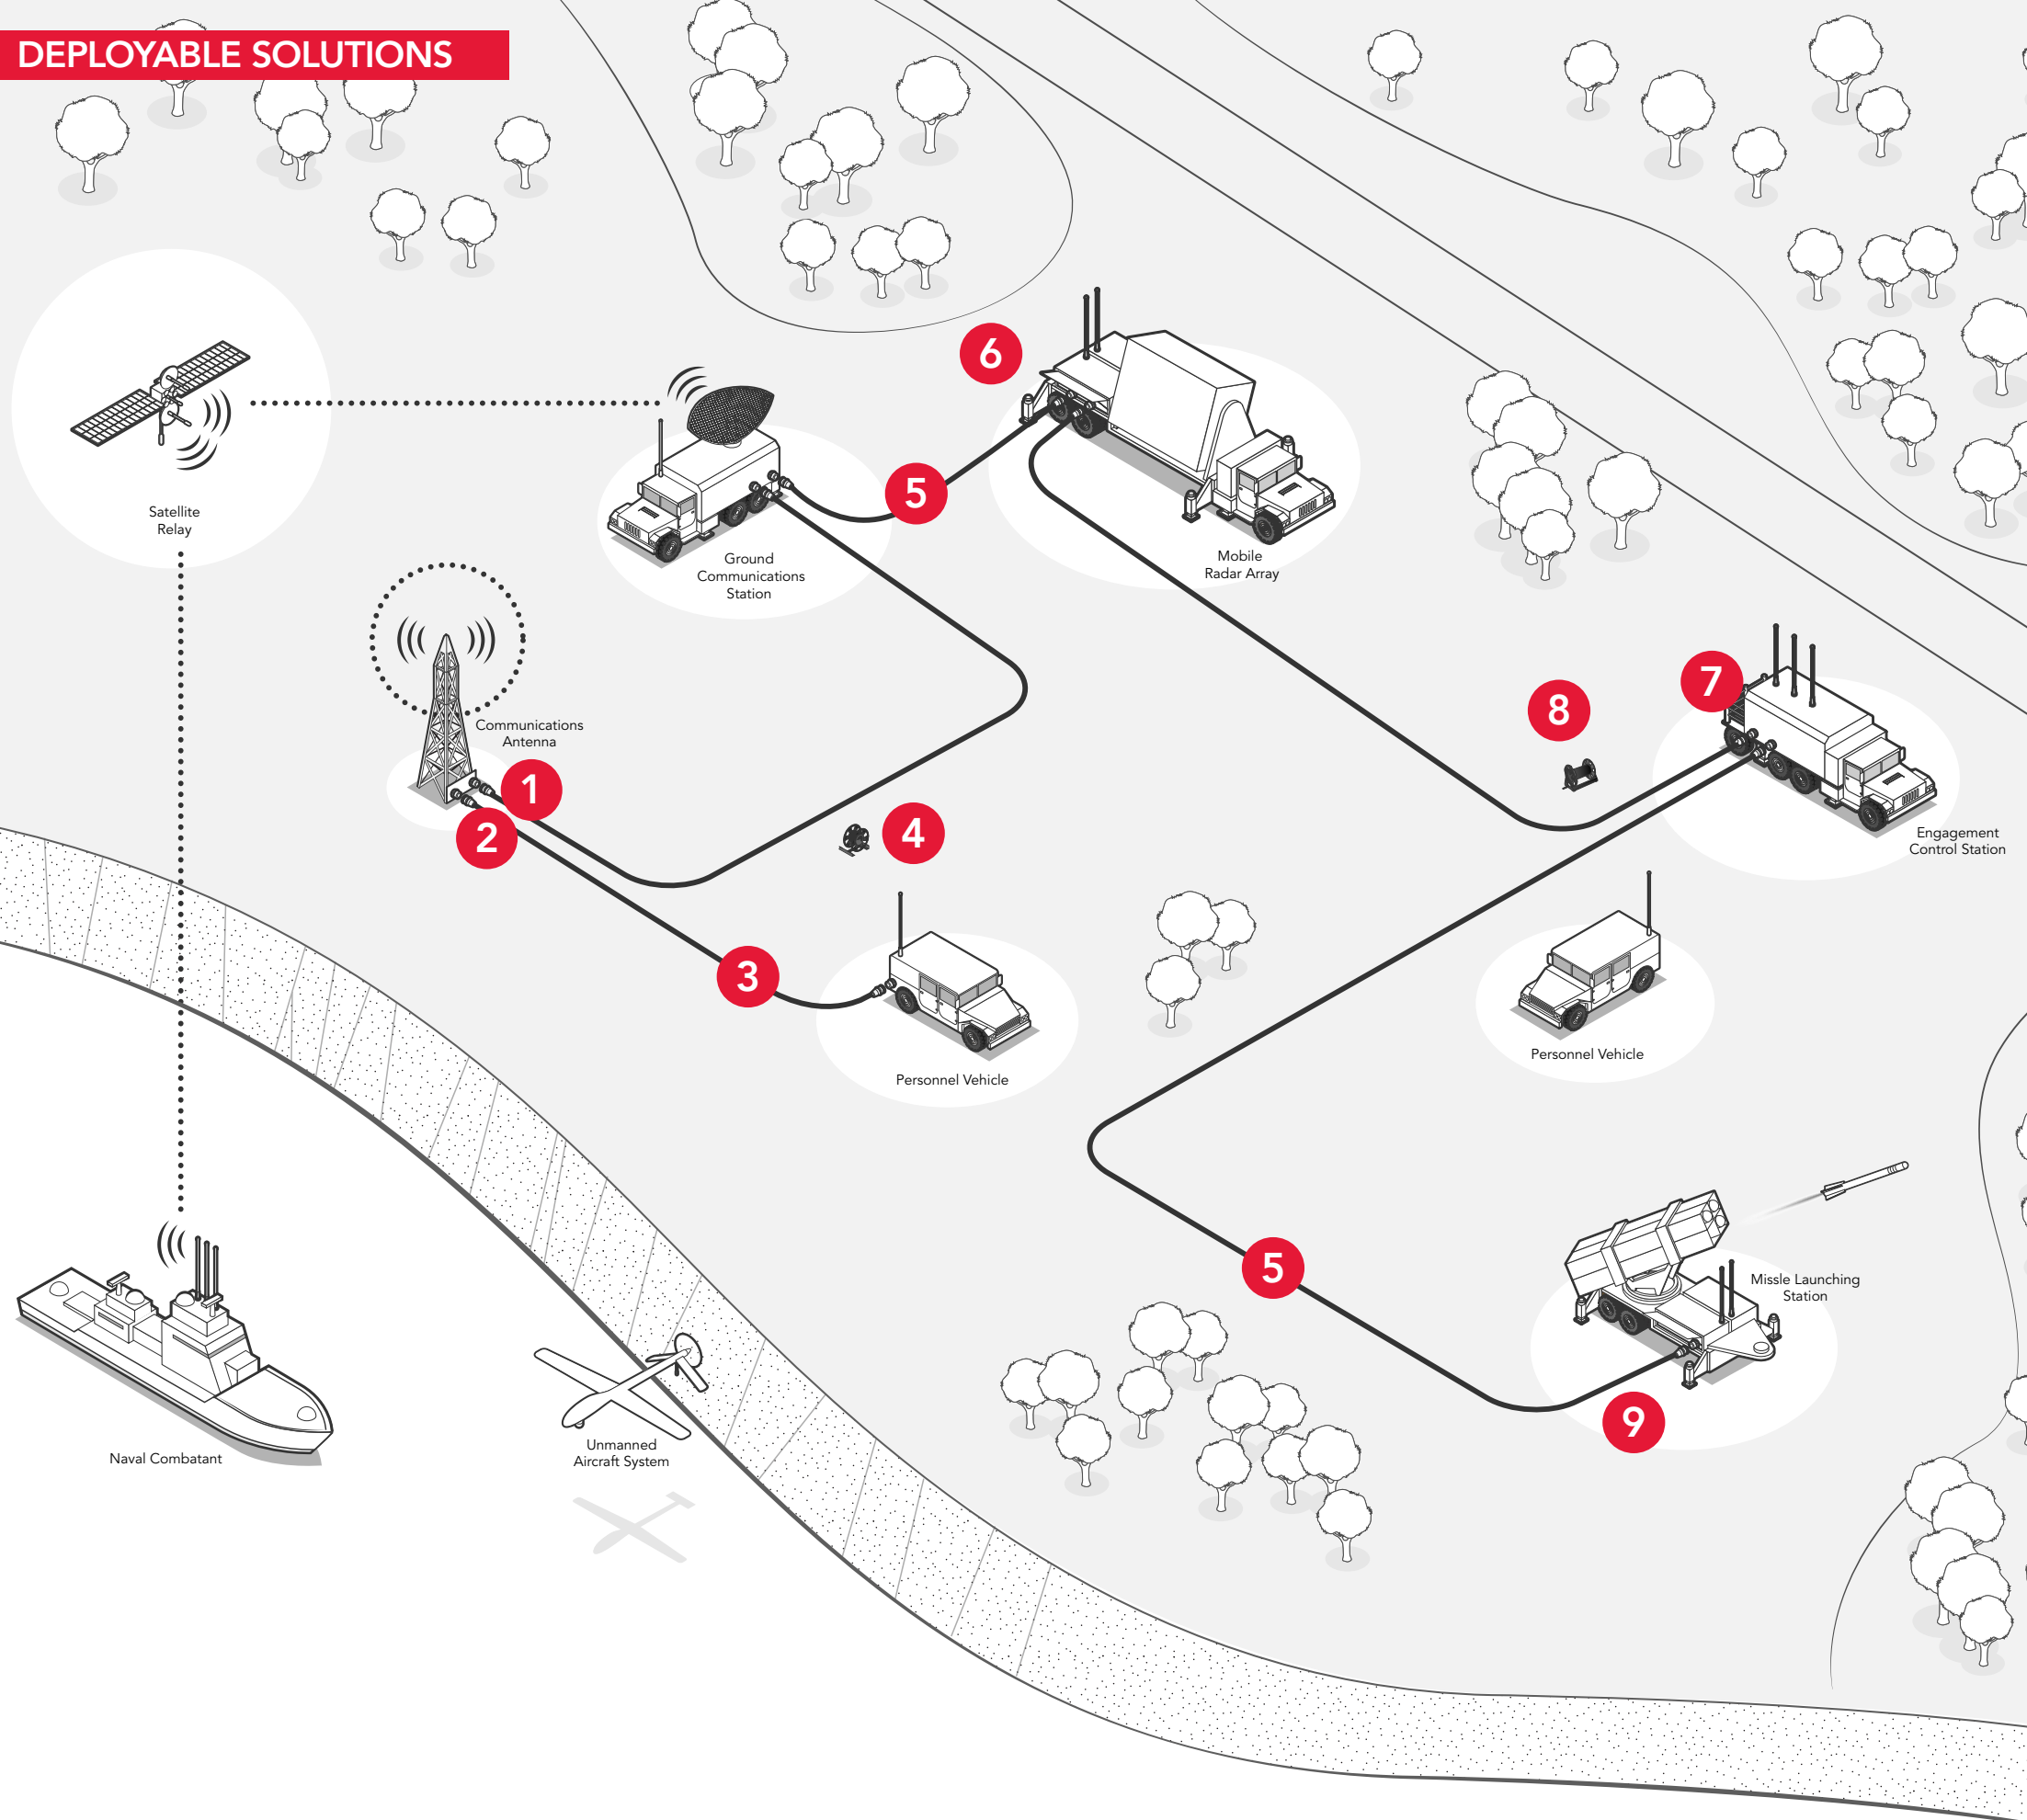 DEPLOYABLE SOLUTIONS
6
5
Satellite
Relay
Ground
Communications
Station
Mobile
Radar Array
7
8
Communications
Antenna
1
2
4
Engagement
Control Station
3
Personnel Vehicle
Personnel Vehicle
5
Missle Launching
Station
9
Naval Combatant
Unmanned
Aircraft System